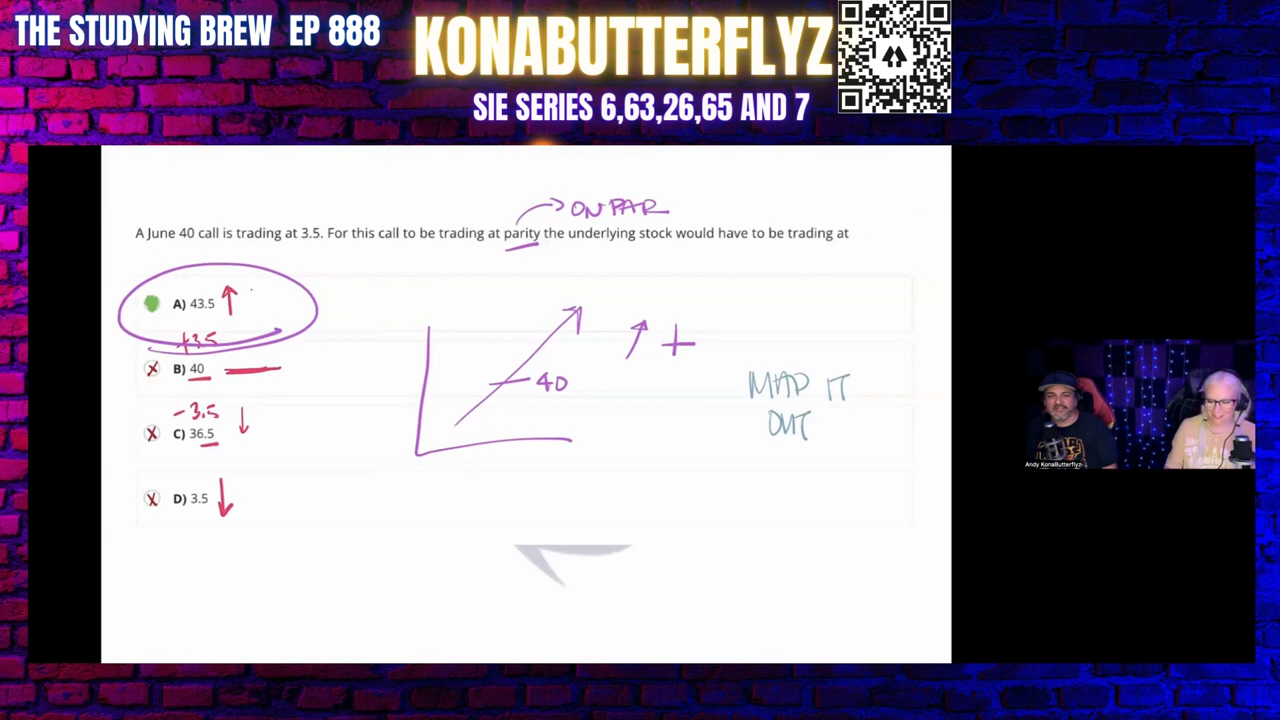 THE STUDYING BREW EP 888
KONABUTTERFLYZ
SIE SERIES 6,63,26,65 AND 7
ON PAR
A June 40 call is trading at 3.5. For this call to be trading at parity the underlying stock would have to be trading at
A) 43.5
+3.5
B) 40
40
MAP IT
OUT
-3.5
C) 36.5
D) 3.5
Andy KonaButterflyz